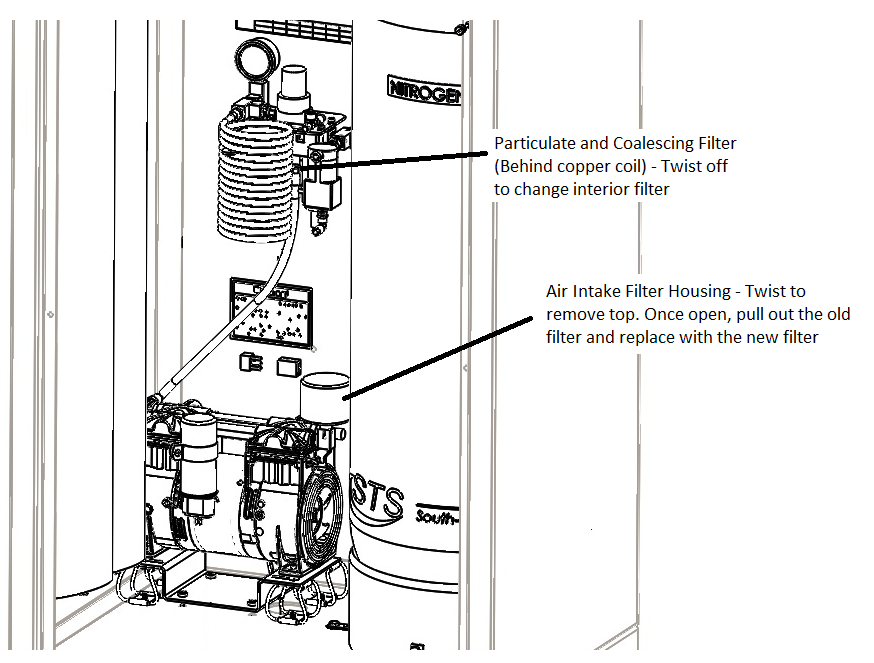 NITROGEN
Particulate and Coalescing Filter
(Behind copper coil) - Twist off
to change interior filter
Air Intake Filter Housing - Twist to
remove top. Once open, pull out the old
filter and replace with the new filter
STS
South-